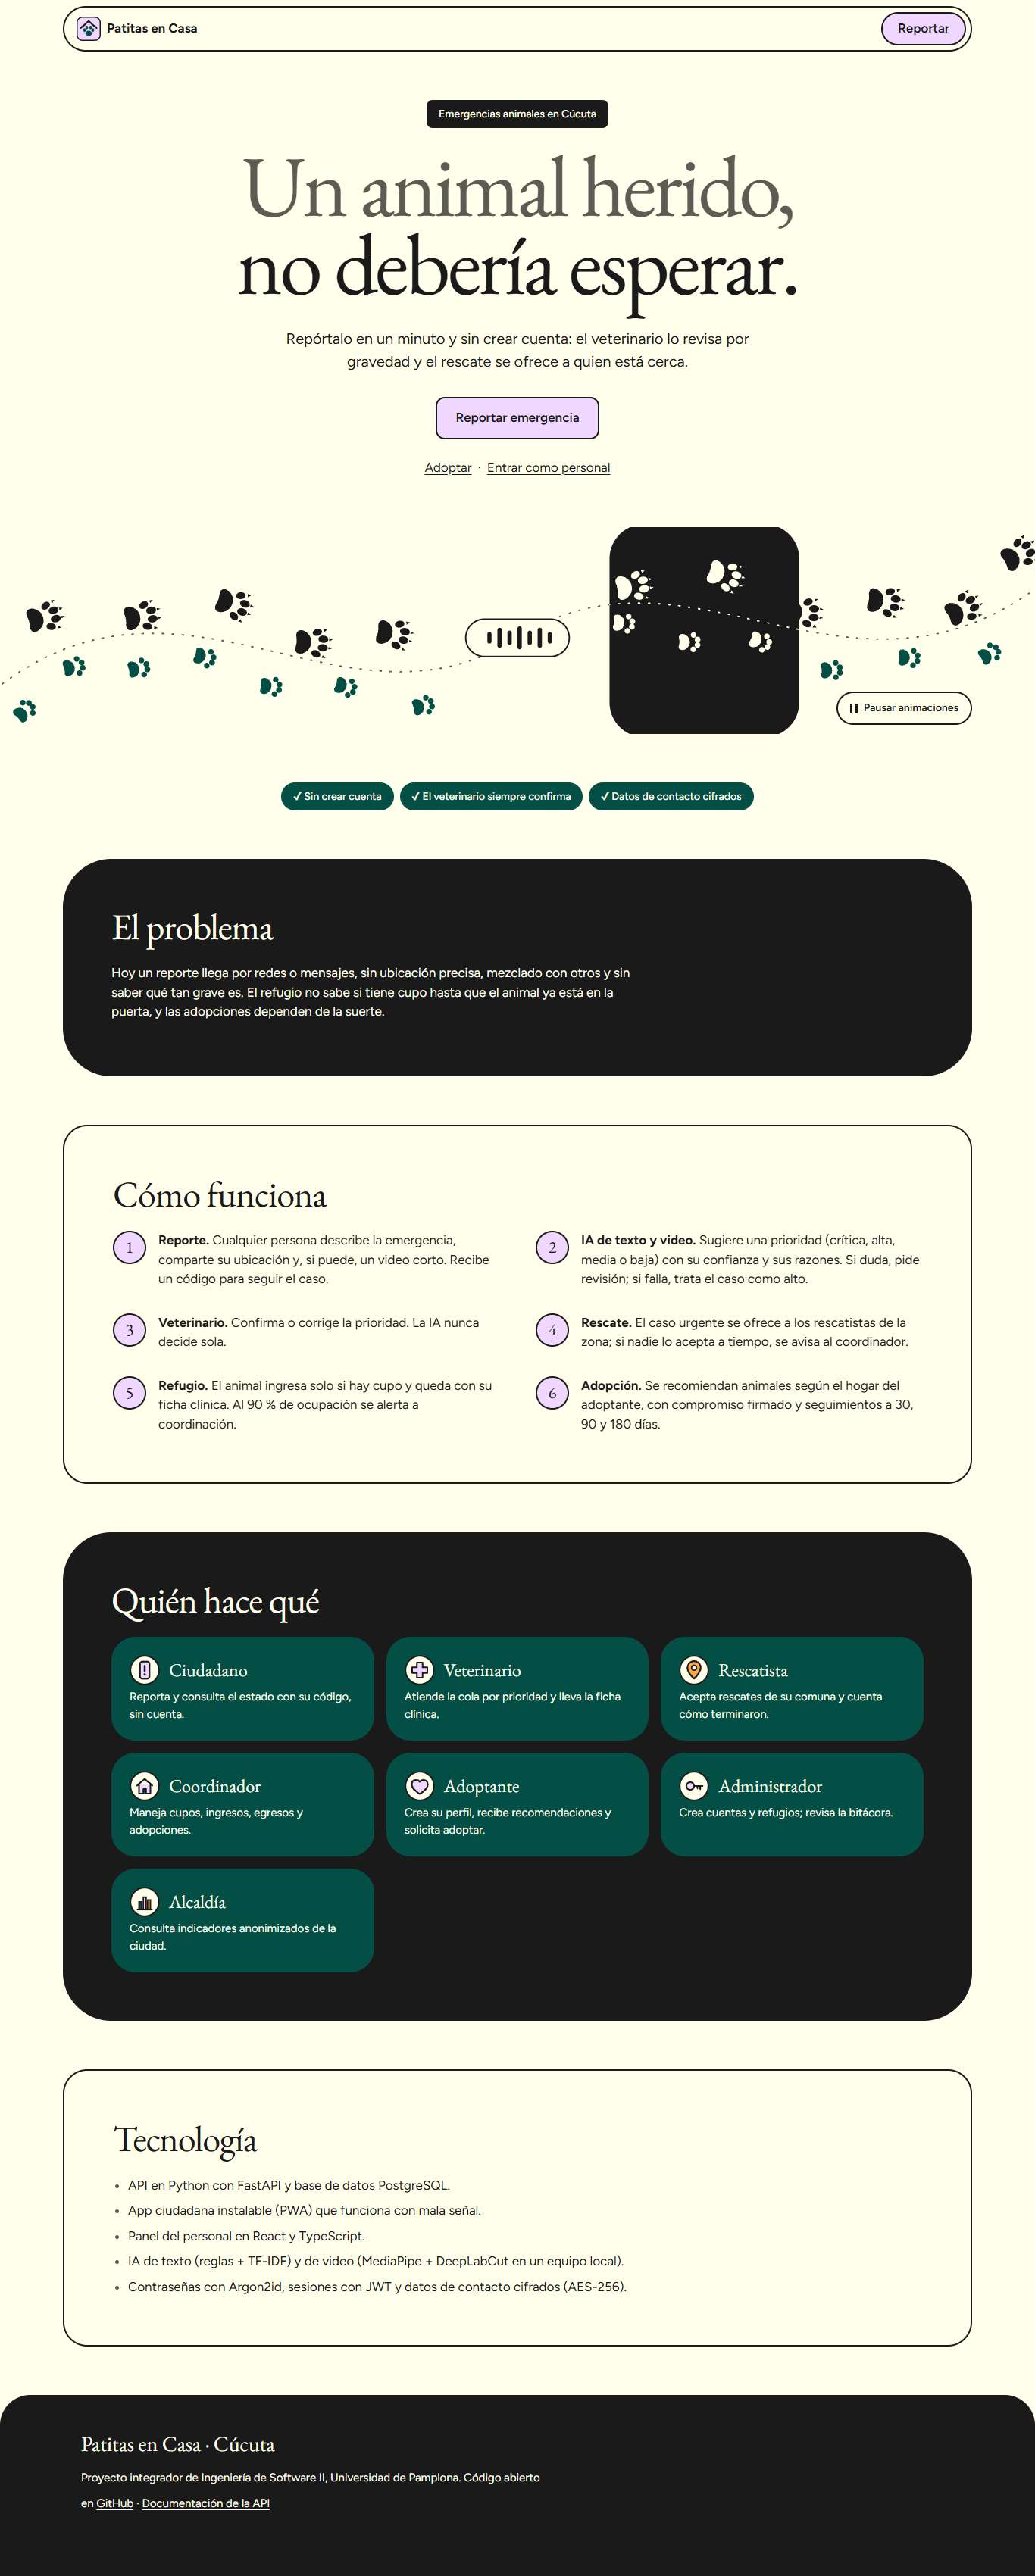 Patitas en Casa
Reportar
Emergencias animales en Cúcuta
Un animal herido,
no debería esperar.
Repórtalo en un minuto y sin crear cuenta: el veterinario lo revisa por
gravedad y el rescate se ofrece a quien está cerca.
Reportar emergencia
Adoptar · Entrar como personal
Pausar animaciones
✓ Sin crear cuenta
✓ El veterinario siempre confirma
✓ Datos de contacto cifrados
El problema
Hoy un reporte llega por redes o mensajes, sin ubicación precisa, mezclado con otros y sin
saber qué tan grave es. El refugio no sabe si tiene cupo hasta que el animal ya está en la
puerta, y las adopciones dependen de la suerte.
Cómo funciona
1
Reporte. Cualquier persona describe la emergencia,
comparte su ubicación y, si puede, un video corto. Recibe
un código para seguir el caso.
2
IA de texto y video. Sugiere una prioridad (crítica, alta,
media o baja) con su confianza y sus razones. Si duda, pide
revisión; si falla, trata el caso como alto.
3
Veterinario. Confirma o corrige la prioridad. La IA nunca
decide sola.
4
Rescate. El caso urgente se ofrece a los rescatistas de la
zona; si nadie lo acepta a tiempo, se avisa al coordinador.
5
Refugio. El animal ingresa solo si hay cupo y queda con su
ficha clínica. Al 90 % de ocupación se alerta a
coordinación.
6
Adopción. Se recomiendan animales según el hogar del
adoptante, con compromiso firmado y seguimientos a 30,
90 y 180 días.
Quién hace qué
Ciudadano
Reporta y consulta el estado con su código,
sin cuenta.
Veterinario
Atiende la cola por prioridad y lleva la ficha
clínica.
Rescatista
Acepta rescates de su comuna y cuenta
cómo terminaron.
Coordinador
Maneja cupos, ingresos, egresos y
adopciones.
Adoptante
Crea su perfil, recibe recomendaciones y
solicita adoptar.
Administrador
Crea cuentas y refugios; revisa la bitácora.
Alcaldía
Consulta indicadores anonimizados de la
ciudad.
Tecnología
• API en Python con FastAPI y base de datos PostgreSQL.
• App ciudadana instalable (PWA) que funciona con mala señal.
• Panel del personal en React y TypeScript.
• IA de texto (reglas + TF-IDF) y de video (MediaPipe + DeepLabCut en un equipo local).
• Contraseñas con Argon2id, sesiones con JWT y datos de contacto cifrados (AES-256).
Patitas en Casa · Cúcuta
Proyecto integrador de Ingeniería de Software II, Universidad de Pamplona. Código abierto
en GitHub · Documentación de la API